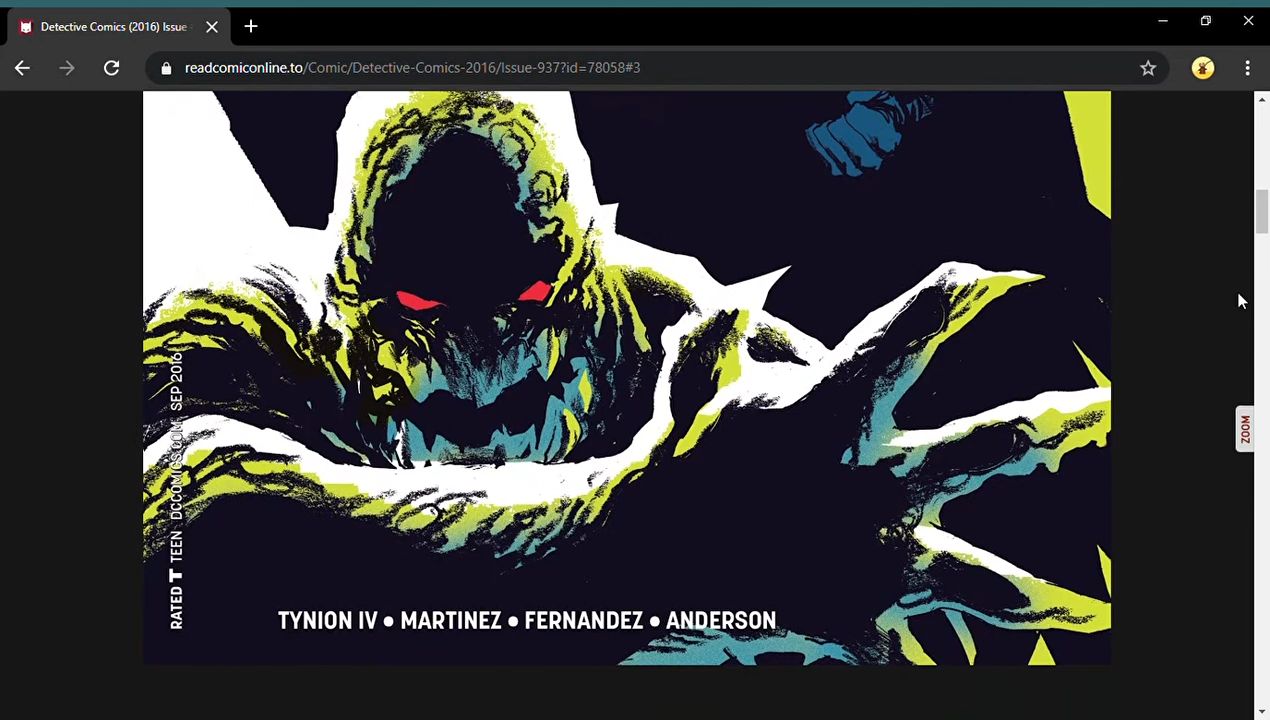 Detective Comics (2016) Issue
readcomiconline.to/Comic/Detective-Comics-2016/Issue-937?id=78058#3
RATED T TEEN DCCOMICS.COM SEP 2016
ZOOM
TYNION IV • MARTINEZ • FERNANDEZ • ANDERSON